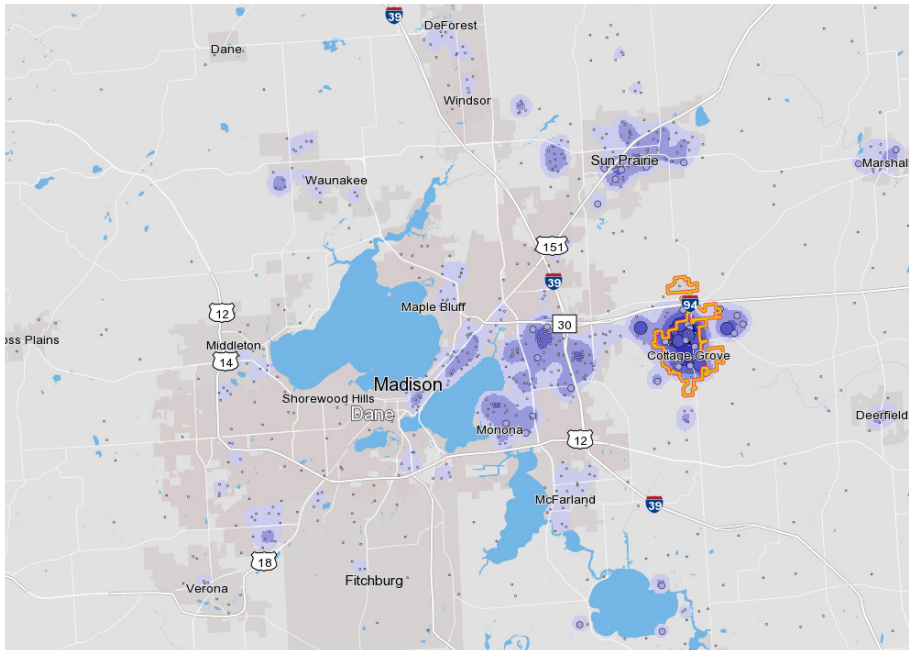 39
DeForest
Dane
Windsor
Sun Prairie
Marshal
Waunakee
151
39
94
Maple Bluff
12
30
oss Plains
Middleton
14
Cottage Grove
Madison
Shorewood Hills
Dane
Deerfield
Monona
12
McFarland
39
18
Fitchburg
Verona